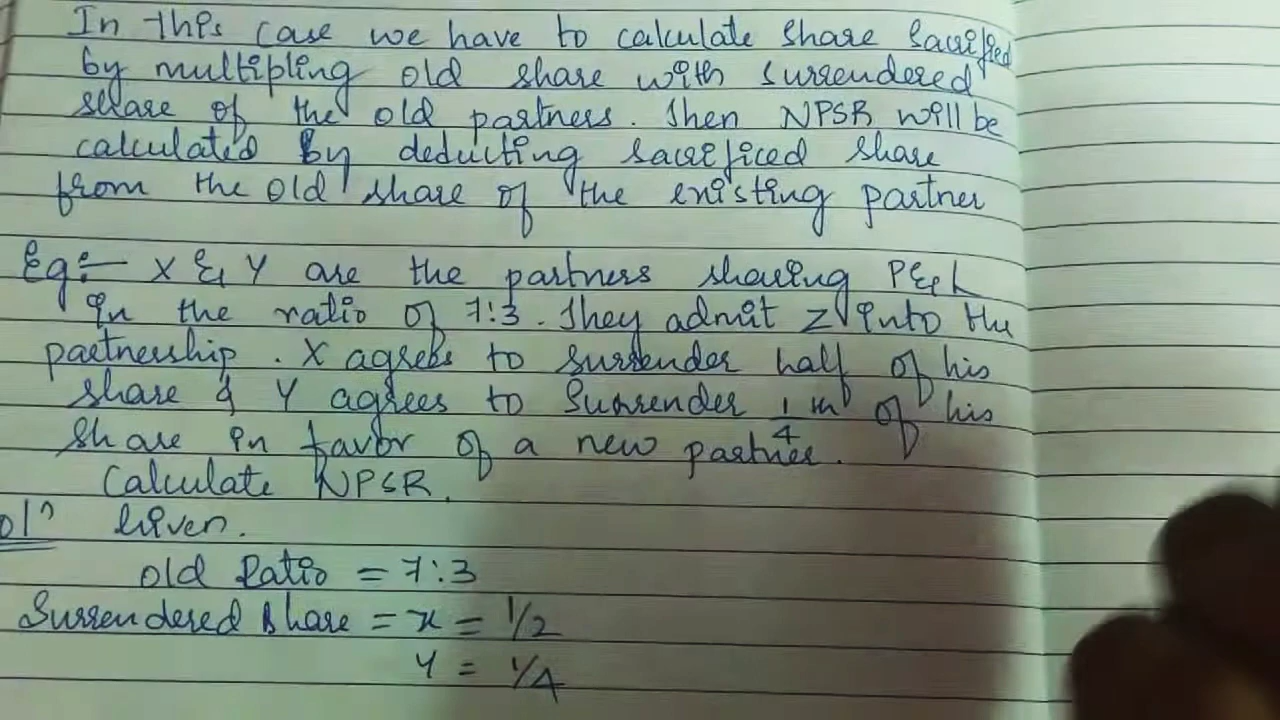 In this case we have to calculate share sacrified
by multipling old share with surrendered
share of the old partners. Then NPSR will be
calculated by deducting sacrificed share
from the old share of the existing partner
Eg:- X & Y are the partners sharing P & L
in the ratio of 7:3. They admit Z into the
partnership. X agrees to surrender half of his
share & Y agrees to Surrender 1/4 th of his
share in favor of a new partner.
Calculate NPSR.
Given.
Old Ratio = 7:3
Surrendered share = x = 1/2
Y = 1/4